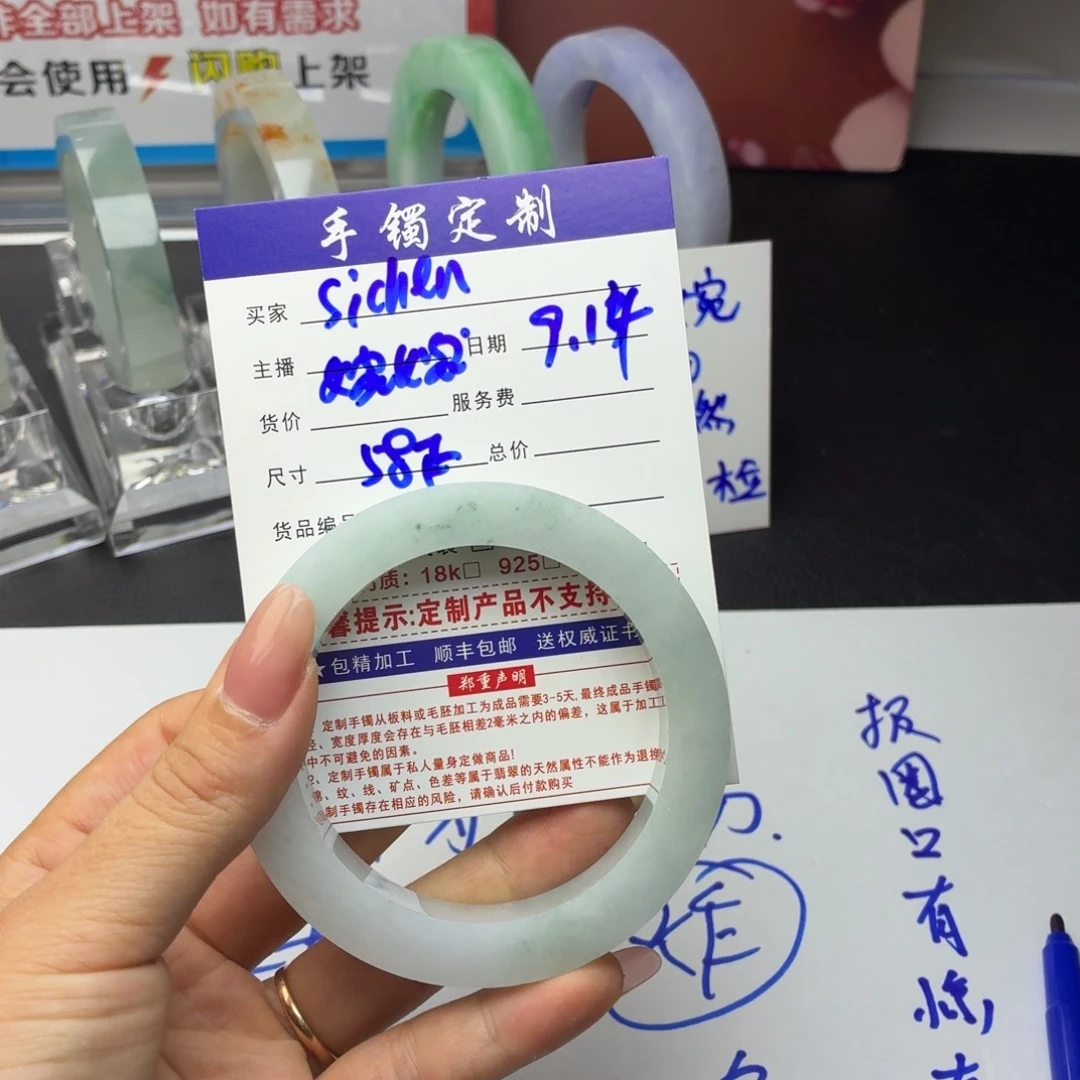 作全部上架 如有需求
会使用⚡闪购上架
手镯定制
买家 Sichen
主播 日期 9.14
货价 服务费
尺寸 58 总价
货品编号
质：18k□ 925□
馨提示:定制产品不支持
★包精加工 顺丰包邮 送权威证书
郑重声明
定制手镯从板料或毛胚加工为成品需要3-5天,最终成品手镯
径、宽度厚度会存在与毛胚相差2毫米之内的偏差，这属于加工
中不可避免的因素。
2、定制手镯属于私人量身定做商品!
棉、纹、线、矿点、色差等属于翡翠的天然属性不能作为退换
制手镯存在相应的风险，请确认后付款购买
宛
然
检
报
圈
口
有